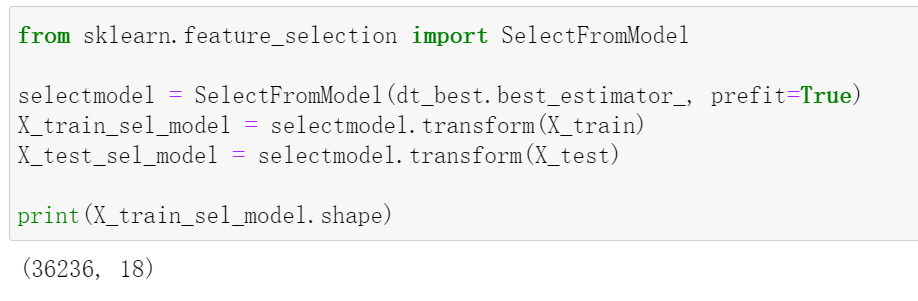 from sklearn.feature_selection import SelectFromModel
selectmodel = SelectFromModel(dt_best.best_estimator_, prefit=True)
X_train_sel_model = selectmodel.transform(X_train)
X_test_sel_model = selectmodel.transform(X_test)
print(X_train_sel_model.shape)
(36236, 18)